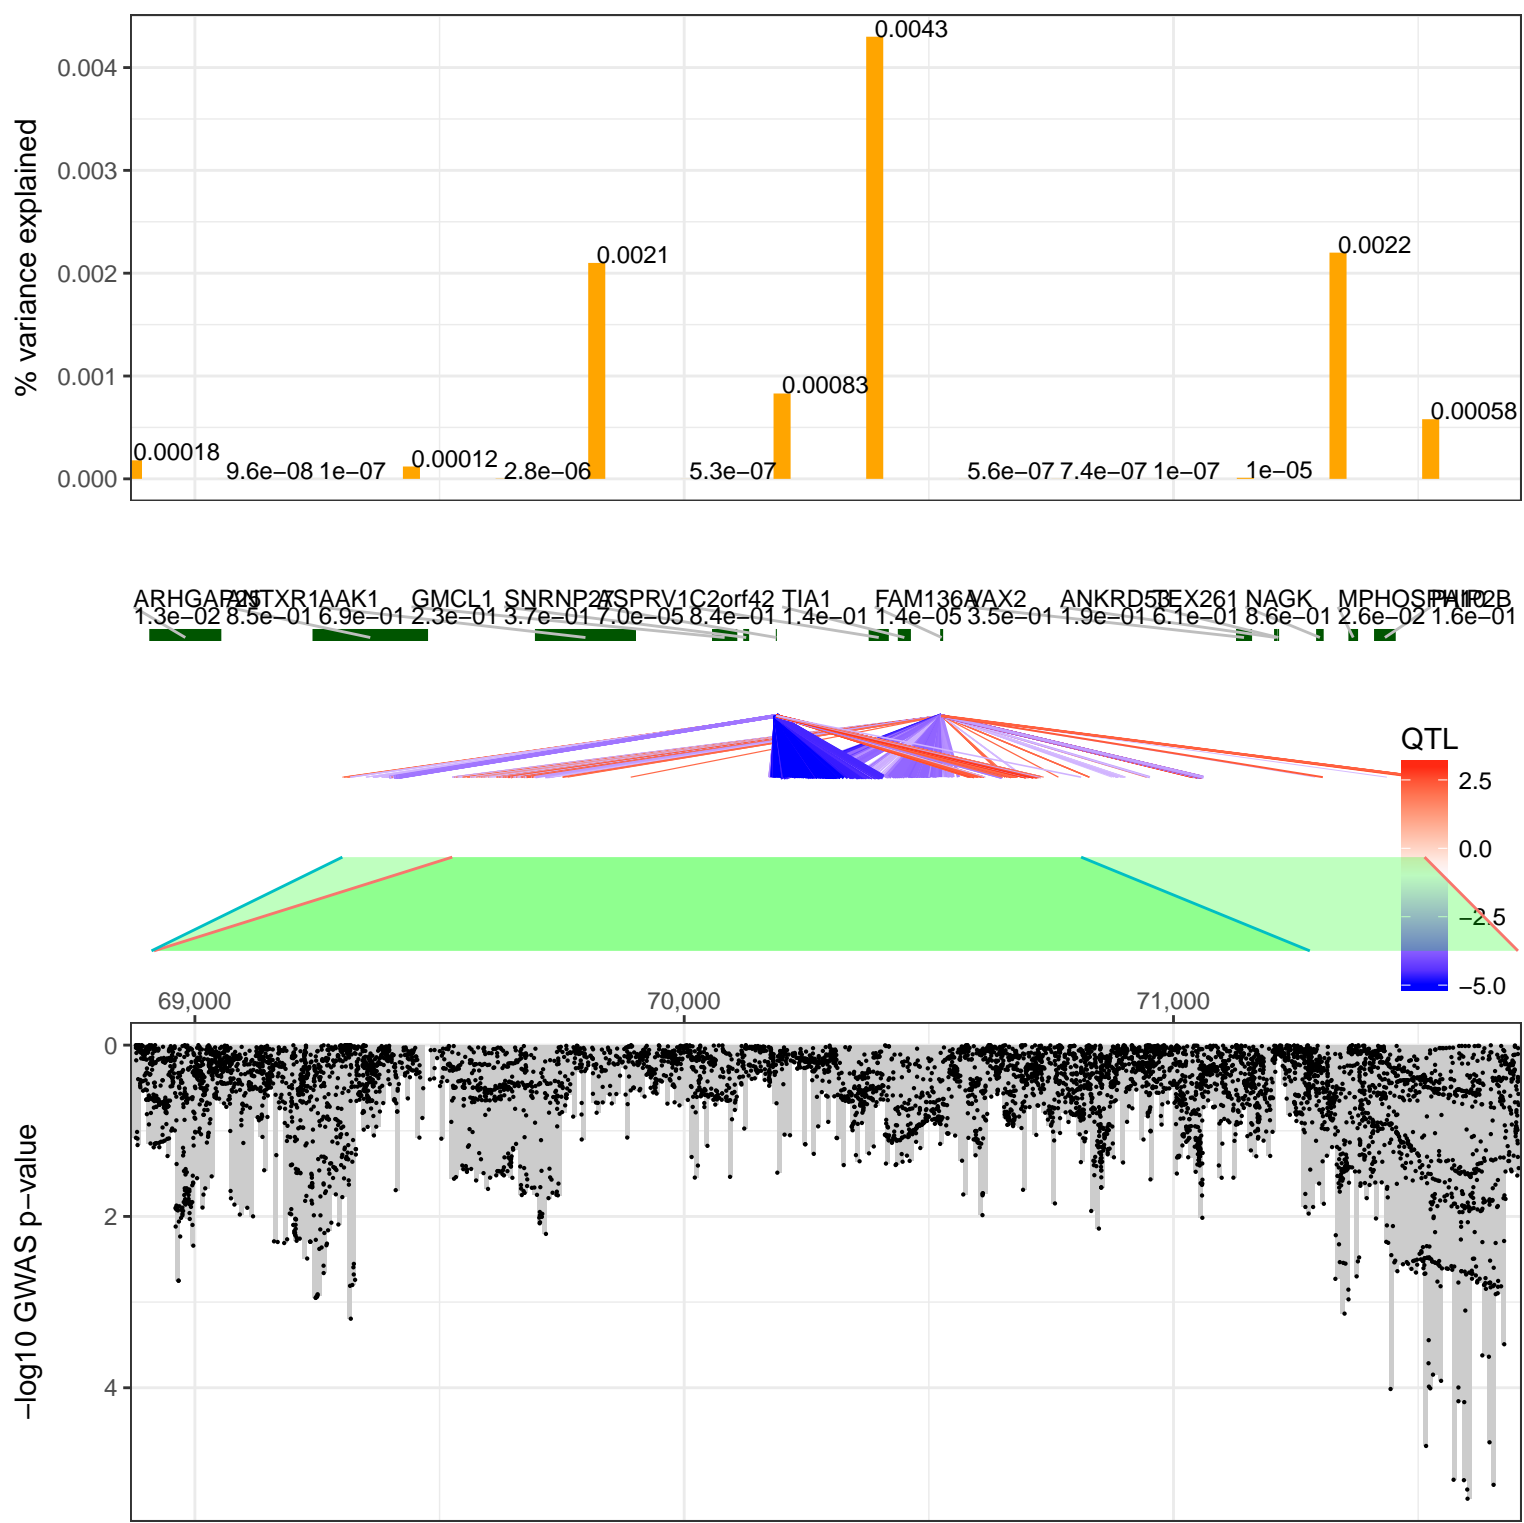 0.0043
0.004
0.003
0.0021
0.0022
0.002
0.001
0.00083
0.00058
0.00018
0.00012
9.6e−08 1e−07 2.8e−06 5.3e−07 5.6e−07 7.4e−07 1e−07 1e−05
0.000
% variance explained
ARHGAP25 ANTXR1 AAK1 GMCL1 SNRNP27 ASPRV1 C2orf42 TIA1 FAM136A VAX2 ANKRD53 TEX261 NAGK MPHOSPH10 PAIP2B
1.3e−02 8.5e−01 6.9e−01 2.3e−01 3.7e−01 7.0e−05 8.4e−01 1.4e−01 1.4e−05 3.5e−01 1.9e−01 6.1e−01 8.6e−01 2.6e−02 1.6e−01
QTL
2.5
0.0
−2.5
−5.0
69,000 70,000 71,000
0
2
4
−log10 GWAS p−value